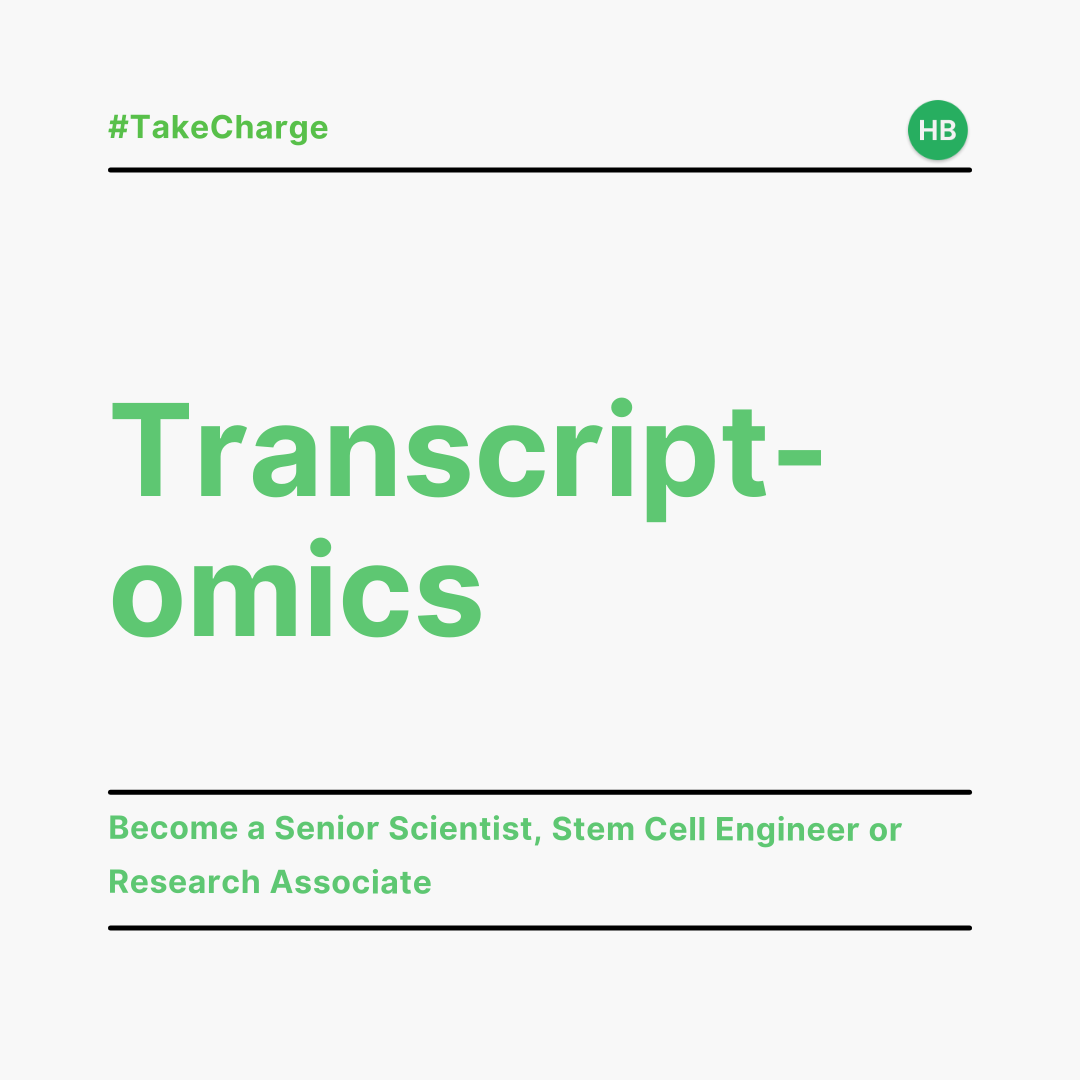 #TakeCharge
HB
Transcript-
omics
Become a Senior Scientist, Stem Cell Engineer or
Research Associate